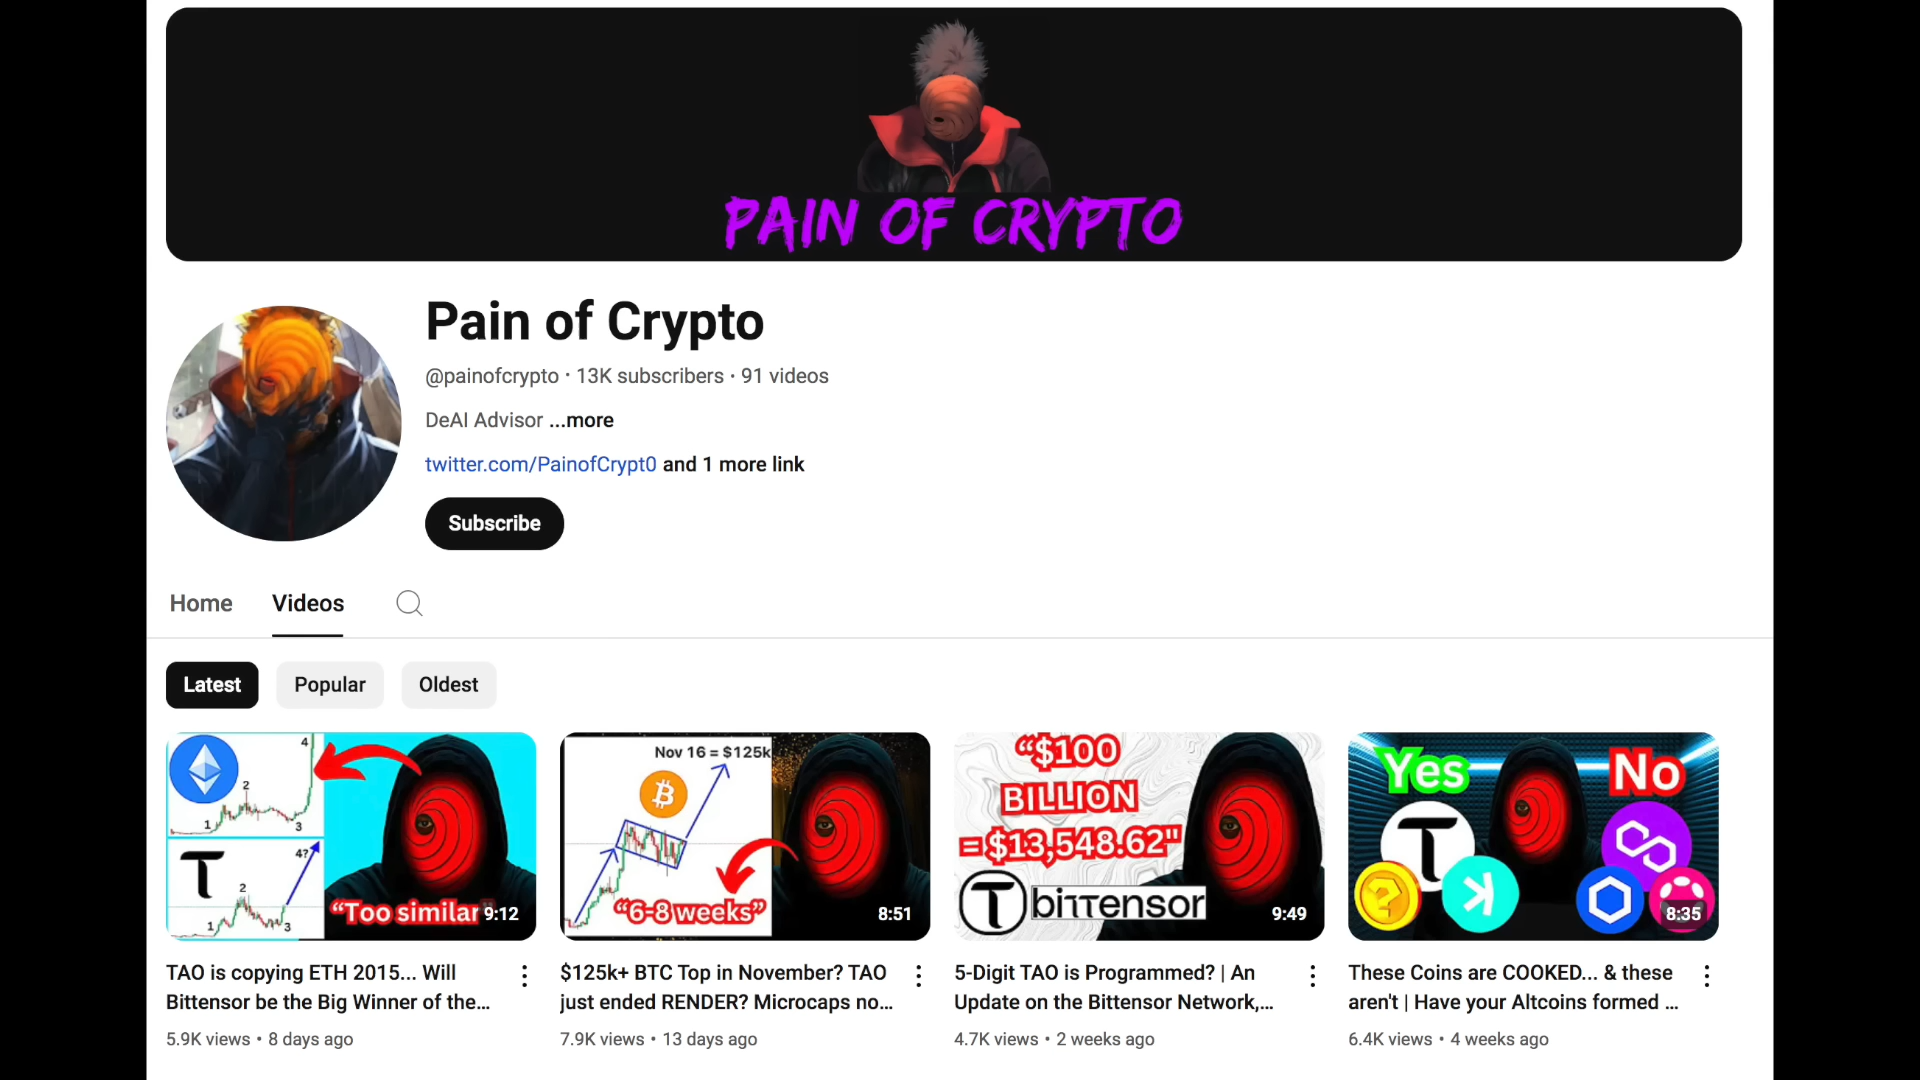 PAIN OF CRYPTO
Pain of Crypto
@painofcrypto · 13K subscribers · 91 videos
DeAI Advisor ...more
twitter.com/PainofCrypt0 and 1 more link
Subscribe
Home Videos
Latest Popular Oldest
4
2
1
3
4?
2
1
3
"Too similar"
9:12
Nov 16 = $125k
"6-8 weeks"
8:51
"$100
BILLION
=$13,548.62"
bittensor
9:49
Yes No
8:35
TAO is copying ETH 2015... Will
Bittensor be the Big Winner of the...
5.9K views • 8 days ago
$125k+ BTC Top in November? TAO
just ended RENDER? Microcaps no...
7.9K views • 13 days ago
5-Digit TAO is Programmed? | An
Update on the Bittensor Network,...
4.7K views • 2 weeks ago
These Coins are COOKED... & these
aren't | Have your Altcoins formed ...
6.4K views • 4 weeks ago